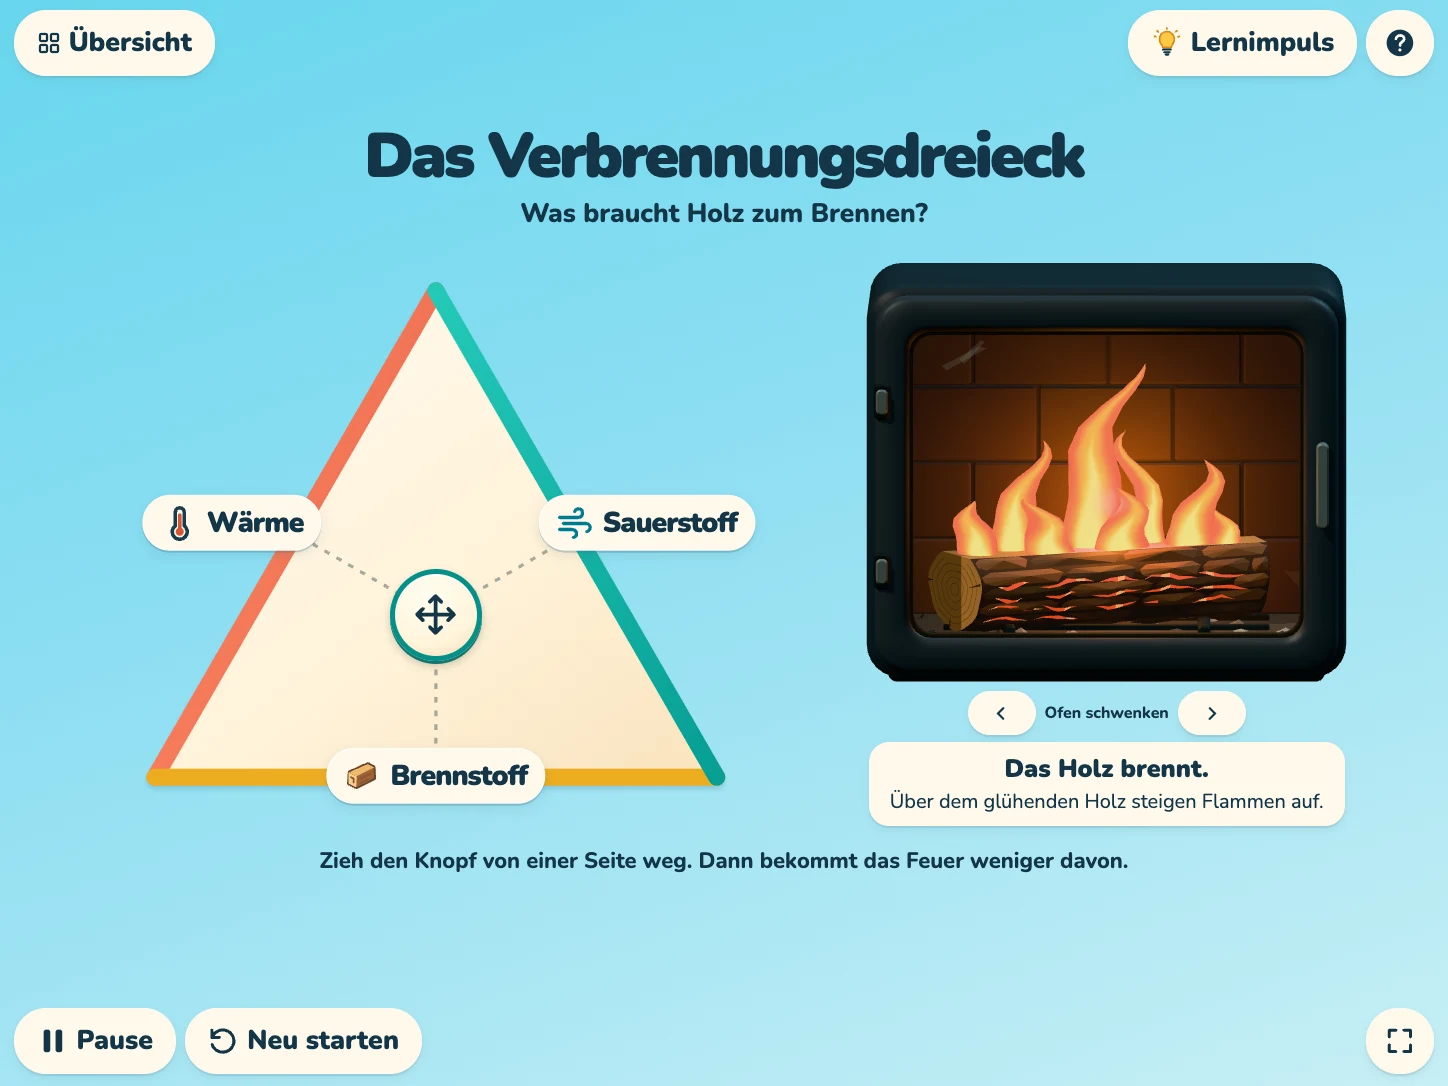 Übersicht
Lernimpuls
Das Verbrennungsdreieck
Was braucht Holz zum Brennen?
Wärme
Sauerstoff
Brennstoff
Ofen schwenken
Das Holz brennt.
Über dem glühenden Holz steigen Flammen auf.
Zieh den Knopf von einer Seite weg. Dann bekommt das Feuer weniger davon.
Pause
Neu starten